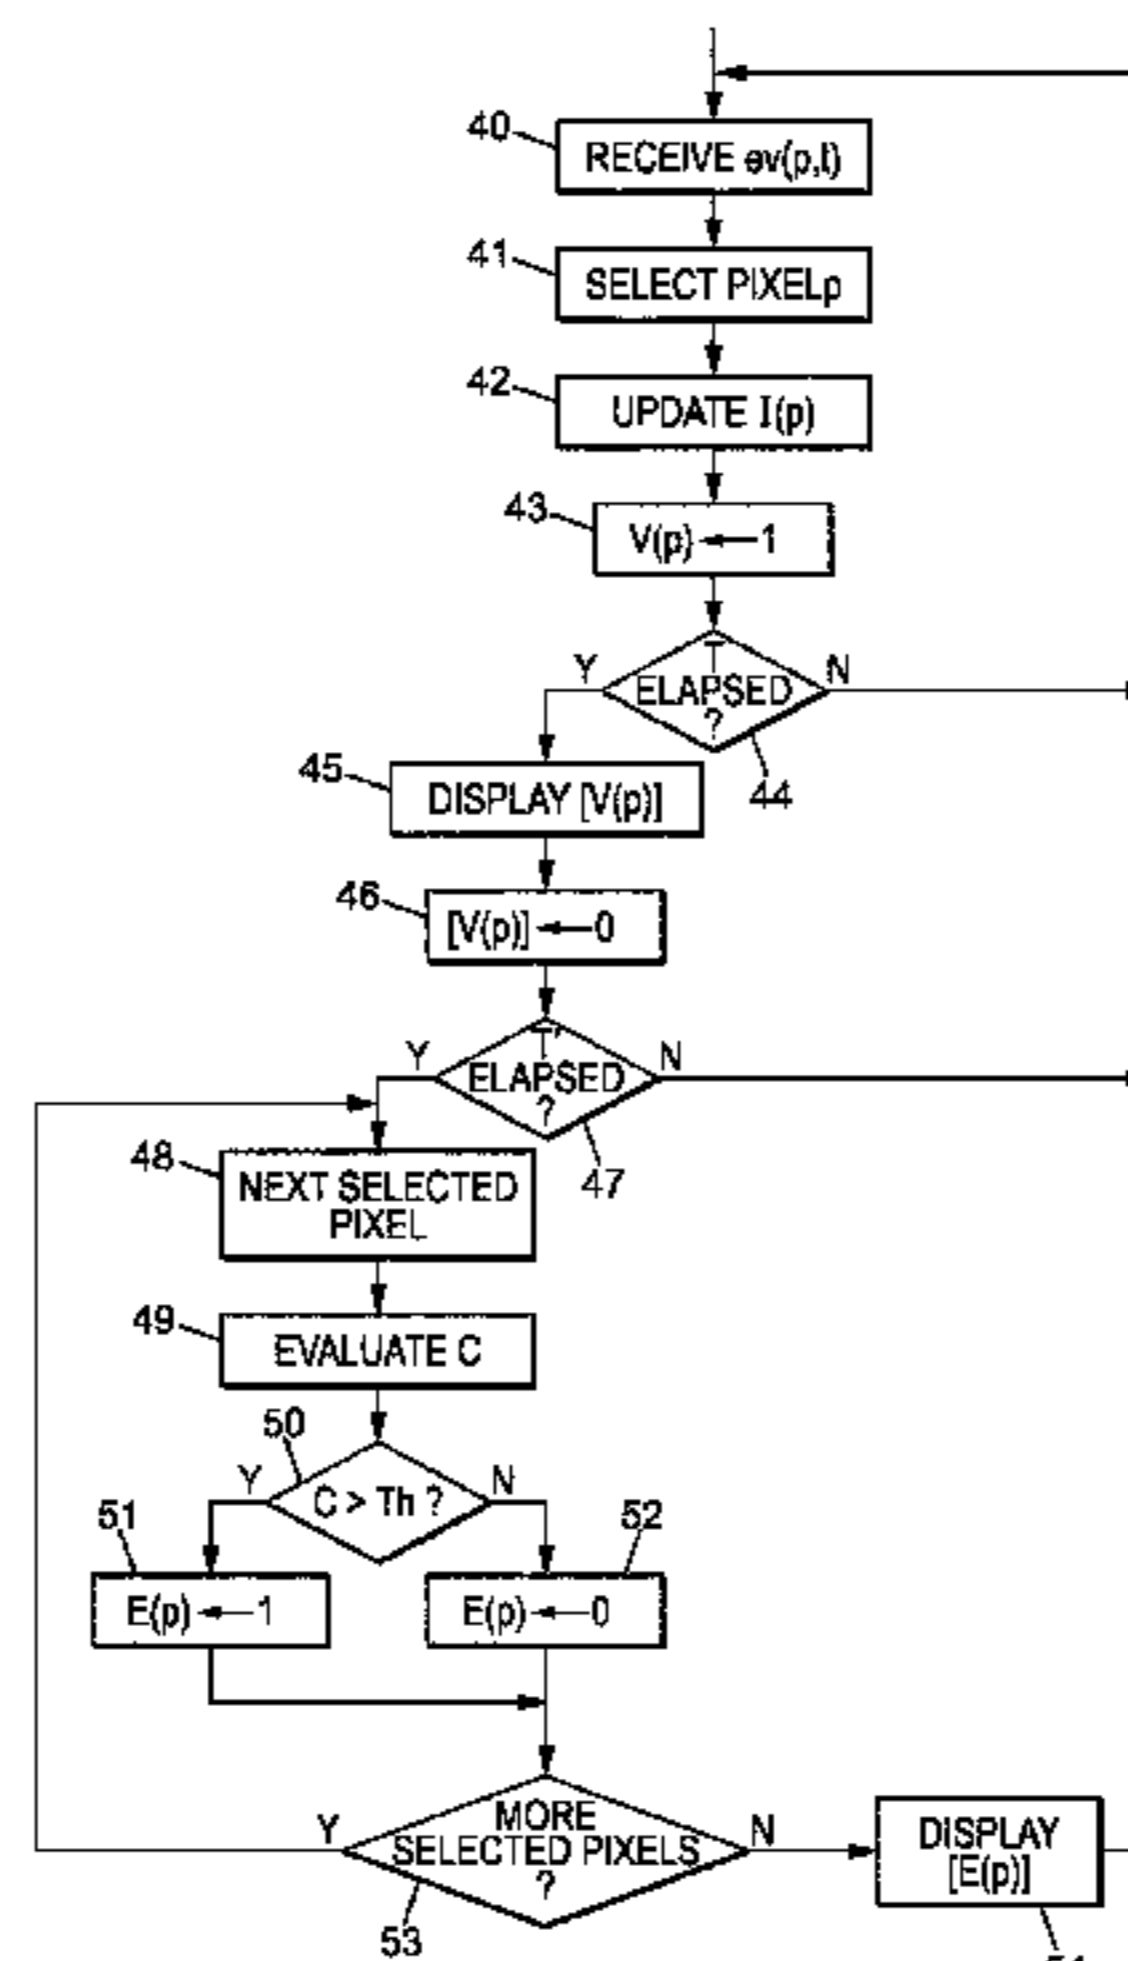 40
RECEIVE ev(p,t)
41
SELECT PIXELp
42
UPDATE I(p)
43
V(p) ← 1
T
ELAPSED
?
Y
N
44
45
DISPLAY [V(p)]
46
[V(p)] ← 0
T'
ELAPSED
?
Y
N
47
48
NEXT SELECTED
PIXEL
49
EVALUATE C
50
C > Th ?
Y
N
51
E(p) ← 1
52
E(p) ← 0
MORE
SELECTED PIXELS
?
Y
N
53
DISPLAY
[E(p)]